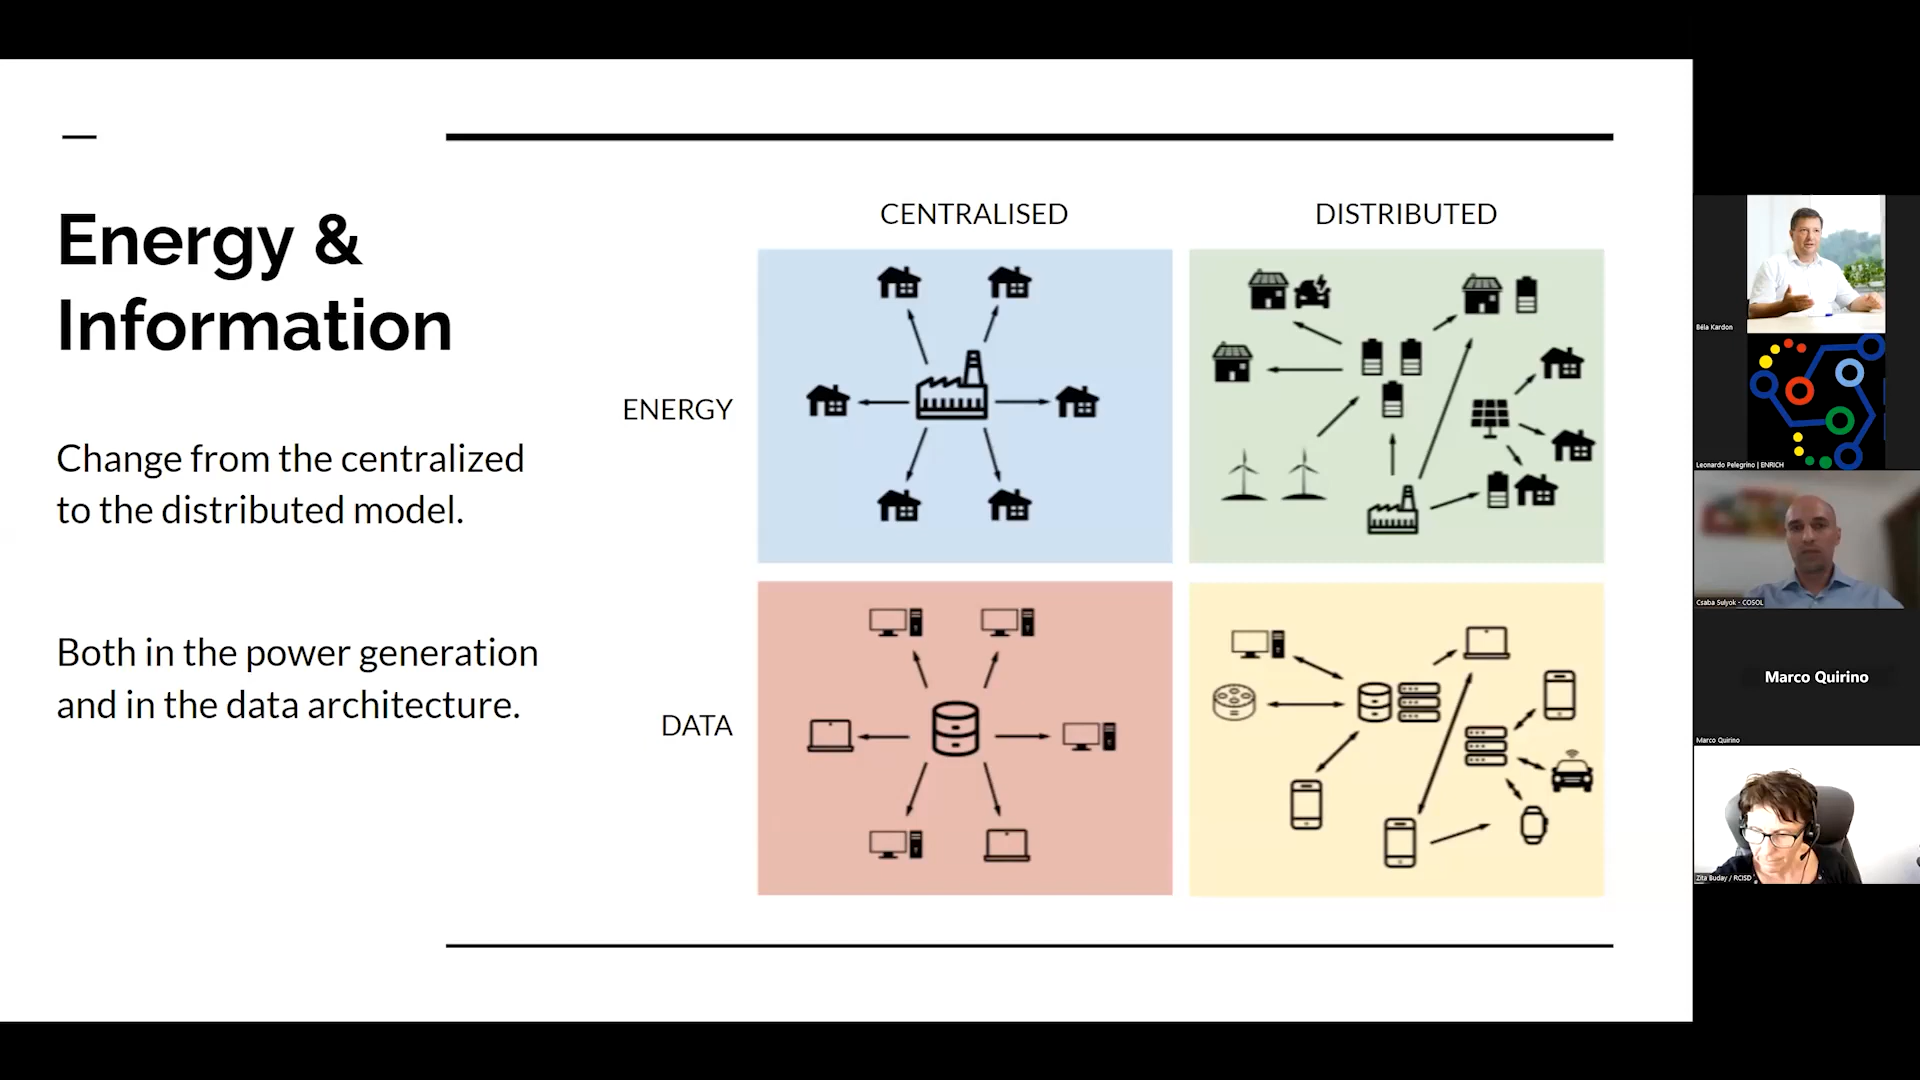 Energy &
Information
Change from the centralized
to the distributed model.
Both in the power generation
and in the data architecture.
CENTRALISED
DISTRIBUTED
ENERGY
DATA
Béla Kardon
Leonardo Pelegrino | ENRICH
Csaba Sulyok - COSOL
Marco Quirino
Marco Quirino
Zita Buday / RCISD